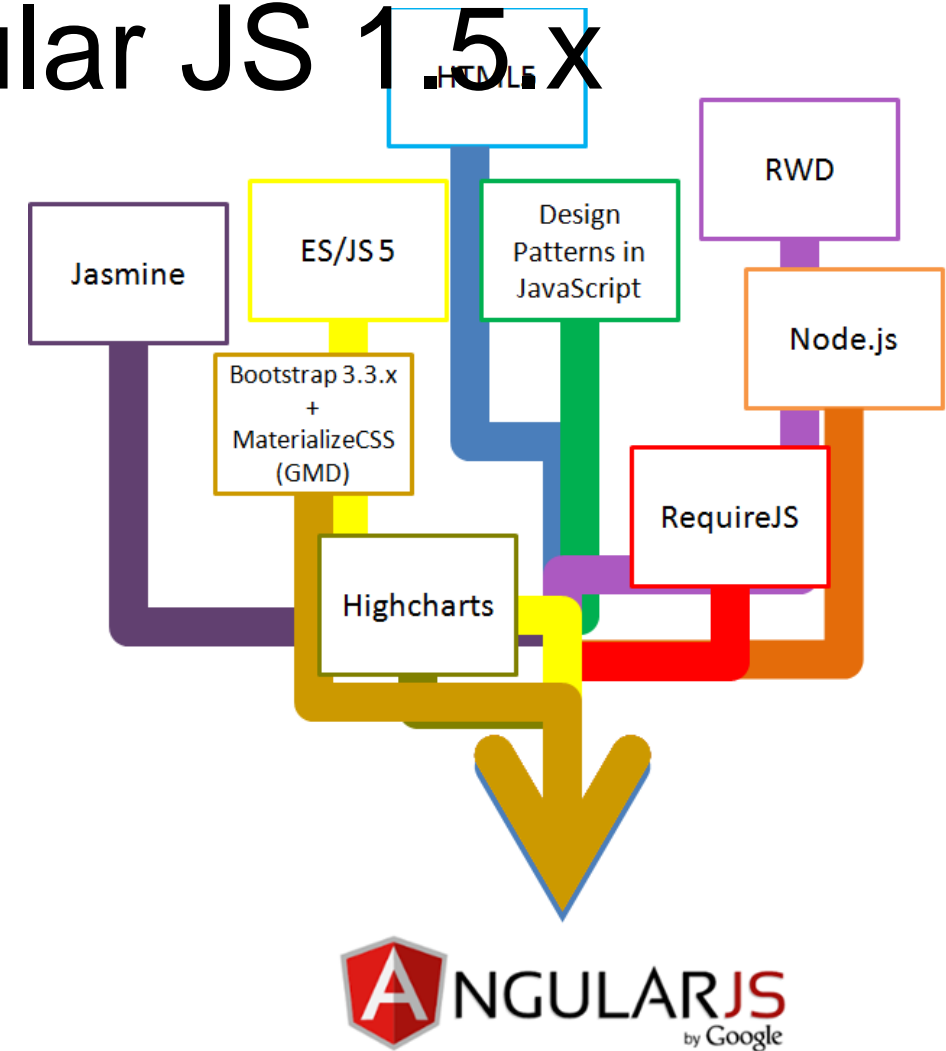 ular JS 1.5.x
HTML5
RWD
Design
Patterns in
JavaScript
ES/JS 5
Jasmine
Node.js
Bootstrap 3.3.x
+
MaterializeCSS
(GMD)
RequireJS
Highcharts
ANGULARJS
by Google